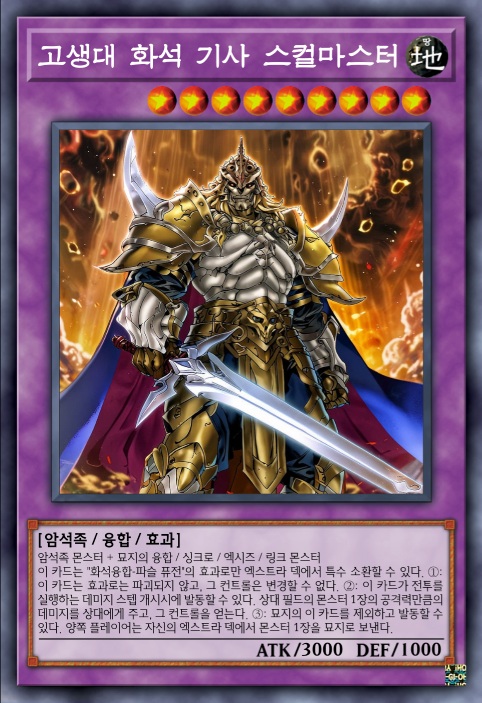 고생대 화석 기사 스컬마스터
땅
地
[암석족 / 융합 / 효과]
암석족 몬스터 + 묘지의 융합 / 싱크로 / 엑시즈 / 링크 몬스터
이 카드는 "화석융합-파슬 퓨전"의 효과로만 엑스트라 덱에서 특수 소환할 수 있다. ①:
이 카드는 효과로는 파괴되지 않고, 그 컨트롤은 변경할 수 없다. ②: 이 카드가 전투를
실행하는 데미지 스텝 개시시에 발동할 수 있다. 상대 필드의 몬스터 1장의 공격력만큼의
데미지를 상대에게 주고, 그 컨트롤을 얻는다. ③: 묘지의 이 카드를 제외하고 발동할 수
있다. 양쪽 플레이어는 자신의 엑스트라 덱에서 몬스터 1장을 묘지로 보낸다.
ATK/3000 DEF/1000